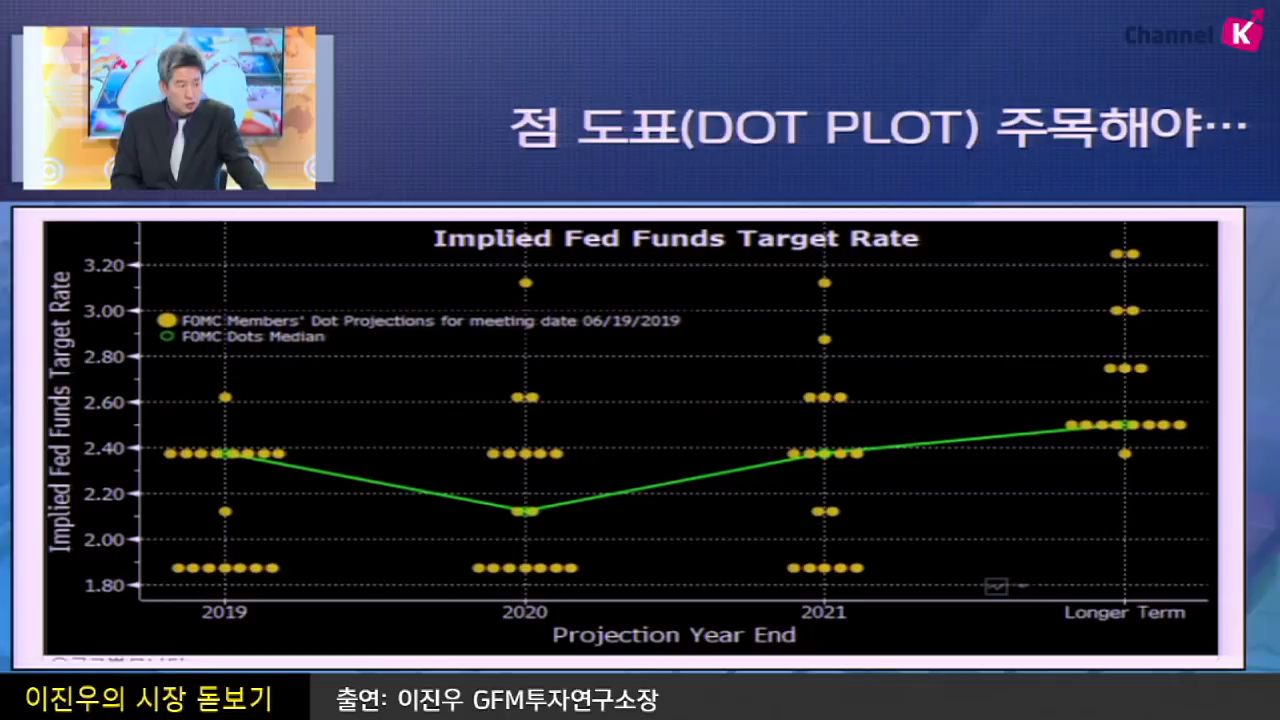 Channel K
점 도표(DOT PLOT) 주목해야…
Implied Fed Funds Target Rate
Implied Fed Funds Target Rate
3.20
3.00
2.80
2.60
2.40
2.20
2.00
1.80
FOMC Members' Dot Projections for meeting date 06/19/2019
FOMC Dots Median
2019
2020
2021
Longer Term
Projection Year End
이진우의 시장 돋보기
출연: 이진우 GFM투자연구소장